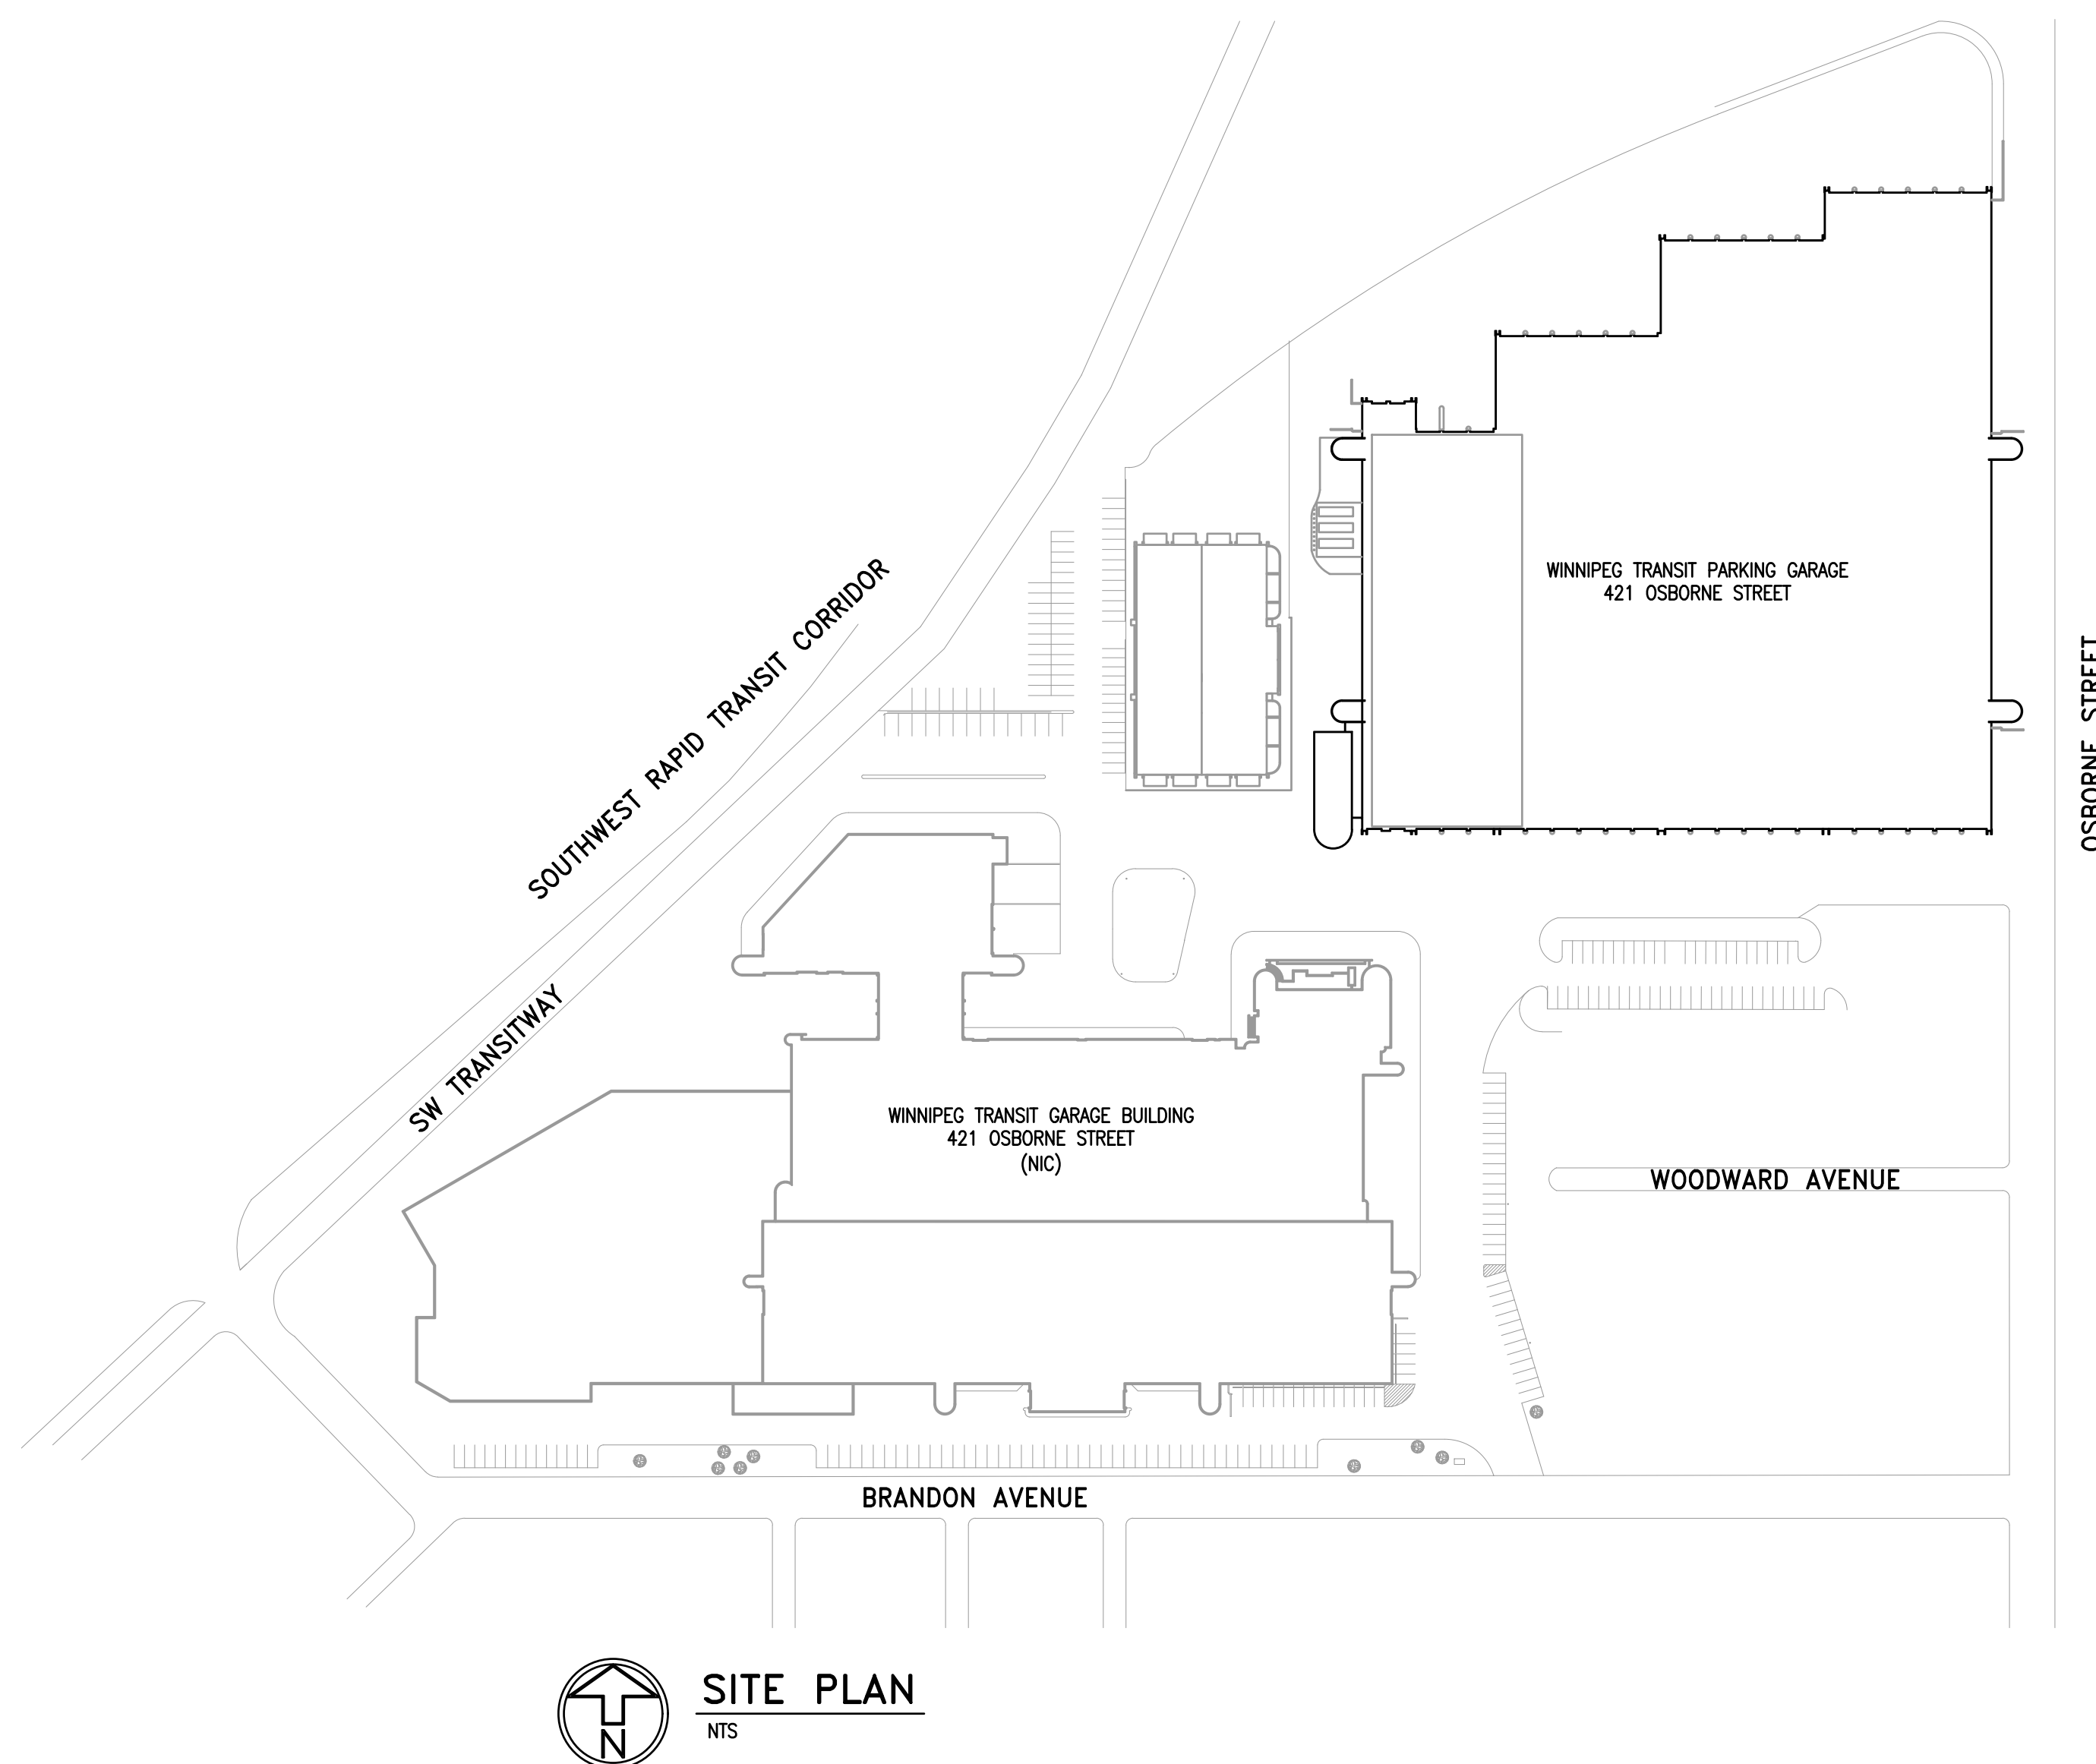 WINNIPEG TRANSIT PARKING GARAGE
421 OSBORNE STREET
OSBORNE STREET
SOUTHWEST RAPID TRANSIT CORRIDOR
SW TRANSITWAY
WINNIPEG TRANSIT GARAGE BUILDING
421 OSBORNE STREET
(NIC)
WOODWARD AVENUE
BRANDON AVENUE
SITE PLAN
NTS
N